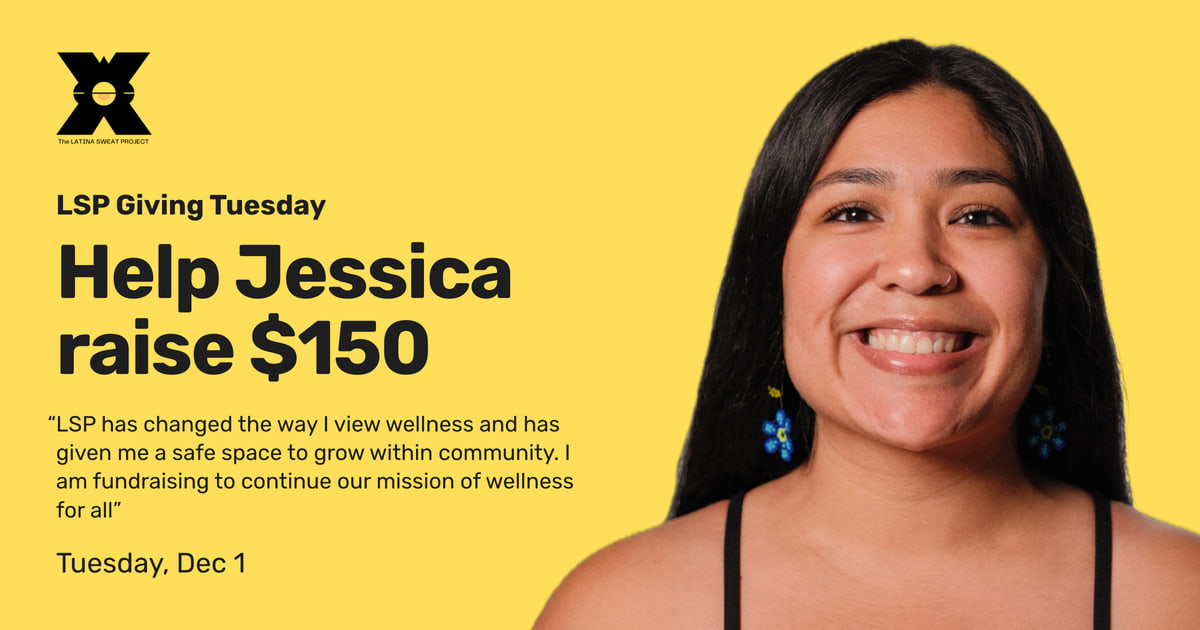 The LATINA SWEAT PROJECT
LSP Giving Tuesday
Help Jessica
raise $150
“LSP has changed the way I view wellness and has
given me a safe space to grow within community. I
am fundraising to continue our mission of wellness
for all”
Tuesday, Dec 1